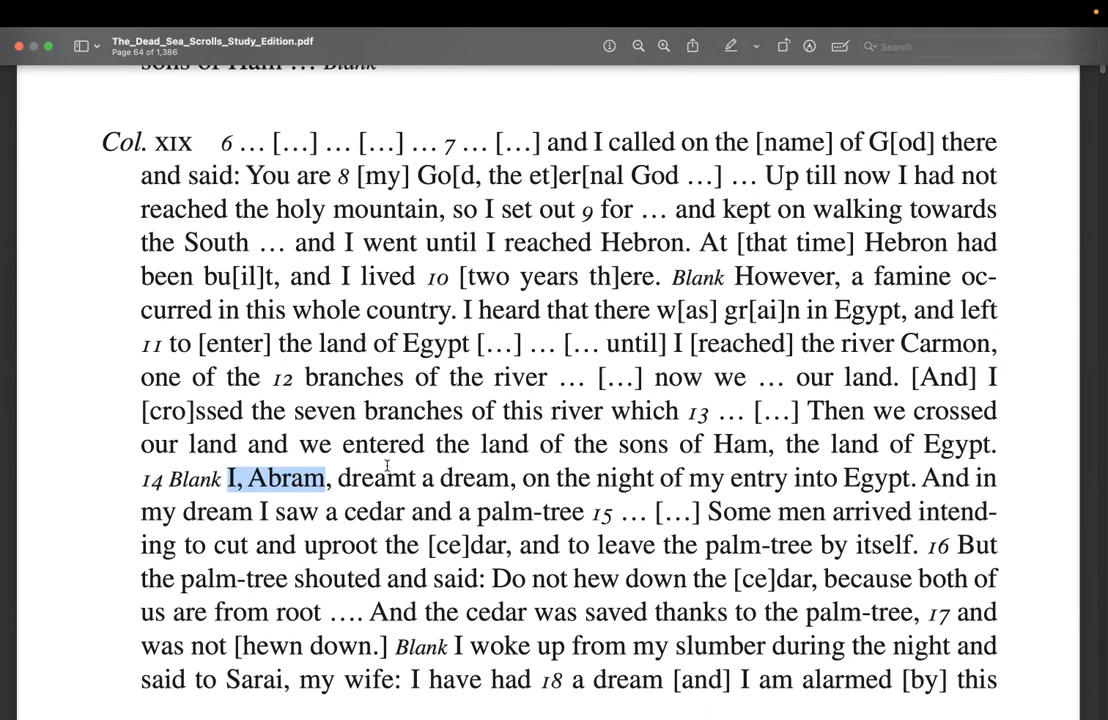 The_Dead_Sea_Scrolls_Study_Edition.pdf
Page 64 of 1,386
Search
sons of Ham … Blank
Col. XIX 6 … […] … […] … 7 … […] and I called on the [name] of G[od] there
and said: You are 8 [my] Go[d, the et]er[nal God …] … Up till now I had not
reached the holy mountain, so I set out 9 for … and kept on walking towards
the South … and I went until I reached Hebron. At [that time] Hebron had
been bu[il]t, and I lived 10 [two years th]ere. Blank However, a famine oc-
curred in this whole country. I heard that there w[as] gr[ai]n in Egypt, and left
11 to [enter] the land of Egypt […] … [… until] I [reached] the river Carmon,
one of the 12 branches of the river … […] now we … our land. [And] I
[cro]ssed the seven branches of this river which 13 … […] Then we crossed
our land and we entered the land of the sons of Ham, the land of Egypt.
14 Blank I, Abram, dreamt a dream, on the night of my entry into Egypt. And in
my dream I saw a cedar and a palm-tree 15 … […] Some men arrived intend-
ing to cut and uproot the [ce]dar, and to leave the palm-tree by itself. 16 But
the palm-tree shouted and said: Do not hew down the [ce]dar, because both of
us are from root …. And the cedar was saved thanks to the palm-tree, 17 and
was not [hewn down.] Blank I woke up from my slumber during the night and
said to Sarai, my wife: I have had 18 a dream [and] I am alarmed [by] this